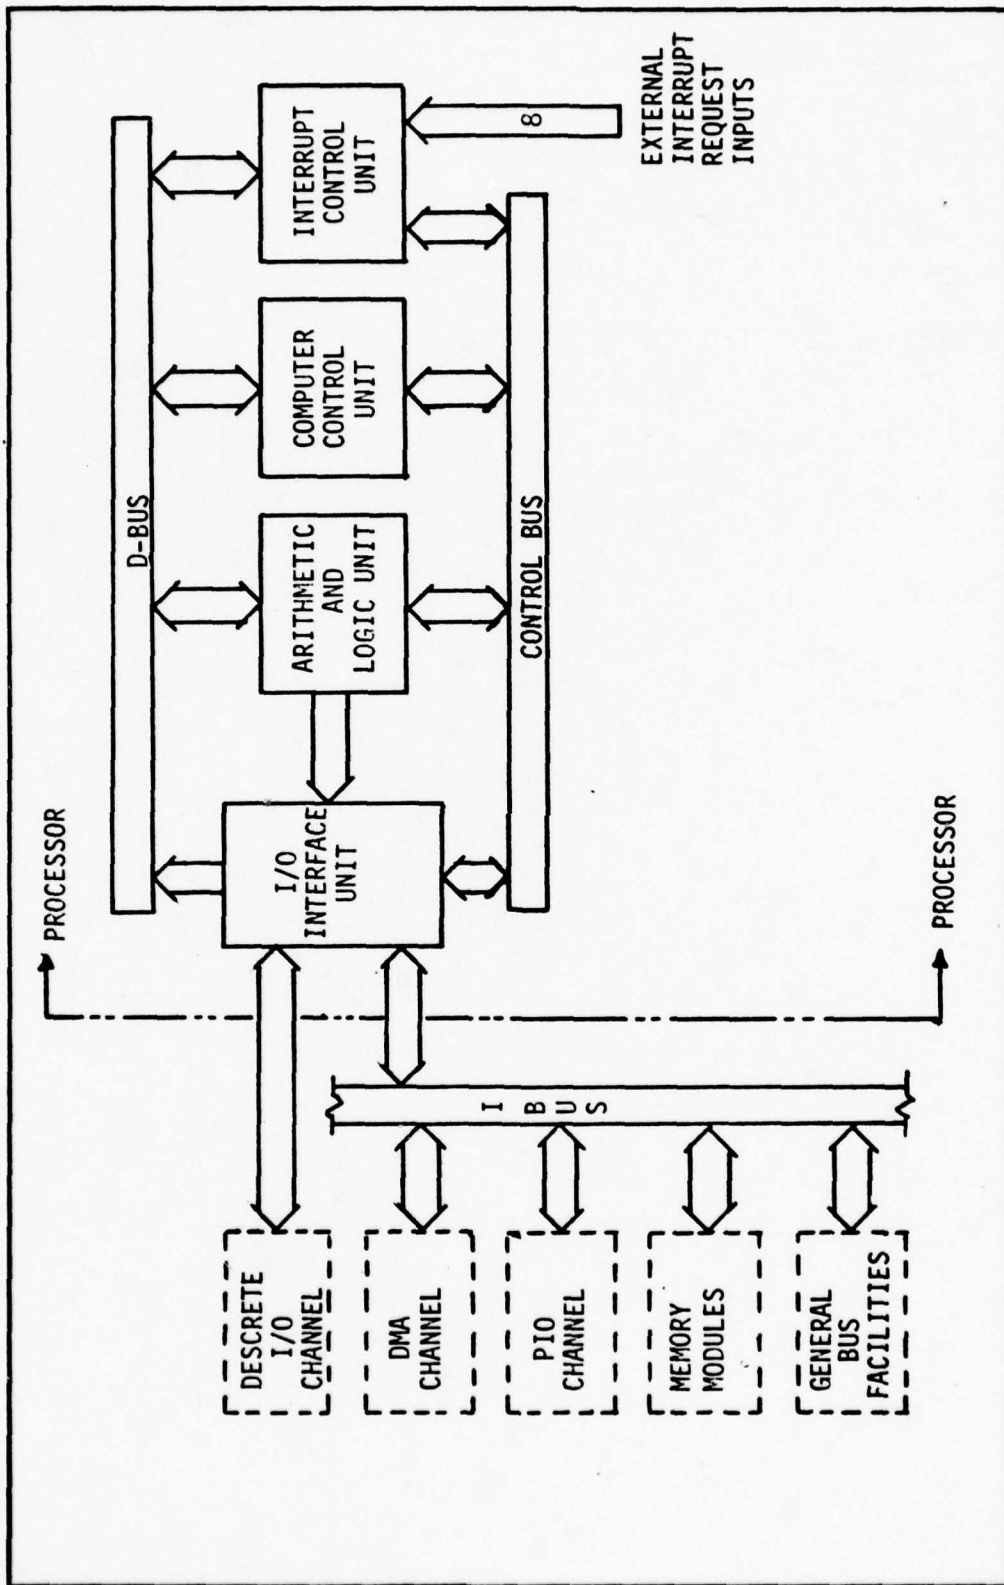 PROCESSOR
D-BUS
I/O
INTERFACE
UNIT
ARITHMETIC
AND
LOGIC UNIT
COMPUTER
CONTROL
UNIT
INTERRUPT
CONTROL
UNIT
CONTROL BUS
8
EXTERNAL
INTERRUPT
REQUEST
INPUTS
DESCRETE
I/O
CHANNEL
DMA
CHANNEL
PIO
CHANNEL
MEMORY
MODULES
GENERAL
BUS
FACILITIES
I
BUS
PROCESSOR